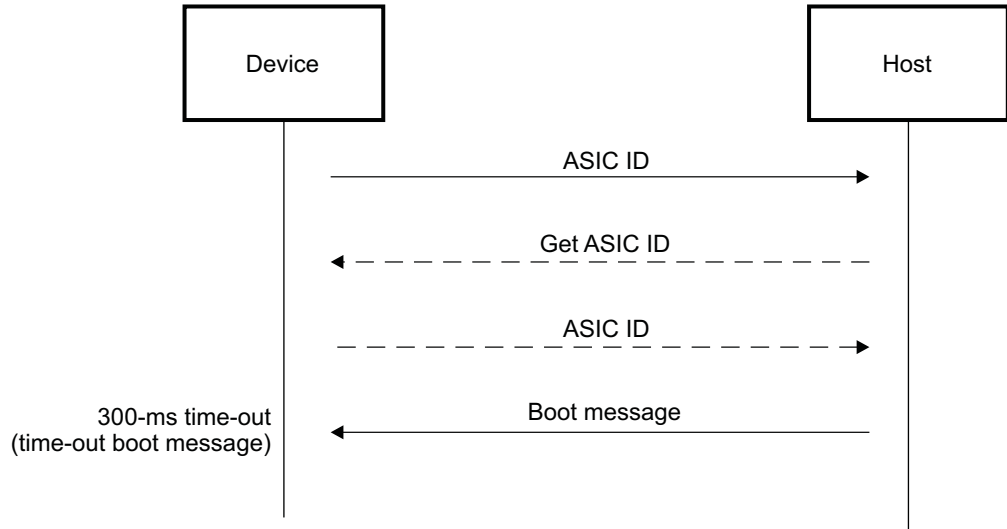 Device
Host
ASIC ID
Get ASIC ID
ASIC ID
Boot message
300-ms time-out
(time-out boot message)